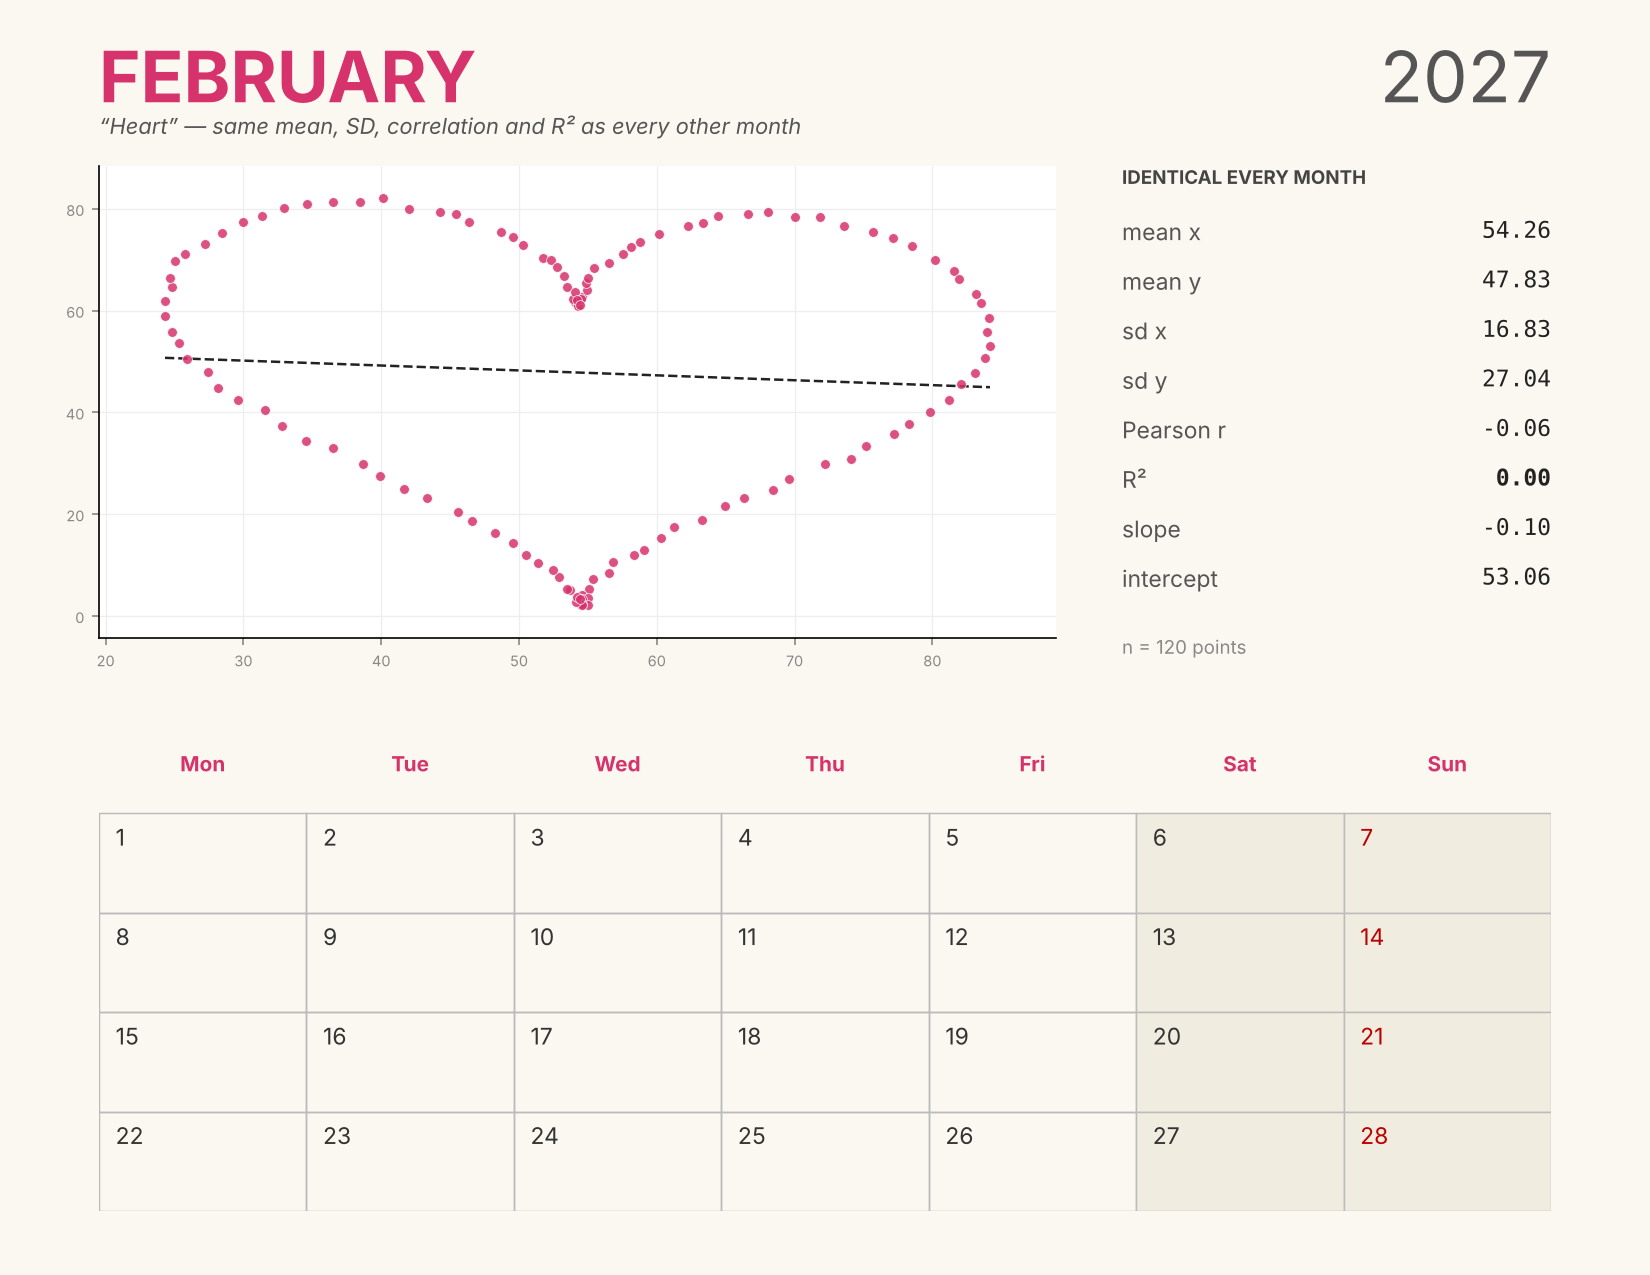 FEBRUARY 2027
“Heart” — same mean, SD, correlation and R² as every other month
IDENTICAL EVERY MONTH
mean x 54.26
mean y 47.83
sd x 16.83
sd y 27.04
Pearson r -0.06
R² 0.00
slope -0.10
intercept 53.06
n = 120 points
80
60
40
20
0
20 30 40 50 60 70 80
Mon Tue Wed Thu Fri Sat Sun
1 2 3 4 5 6 7
8 9 10 11 12 13 14
15 16 17 18 19 20 21
22 23 24 25 26 27 28